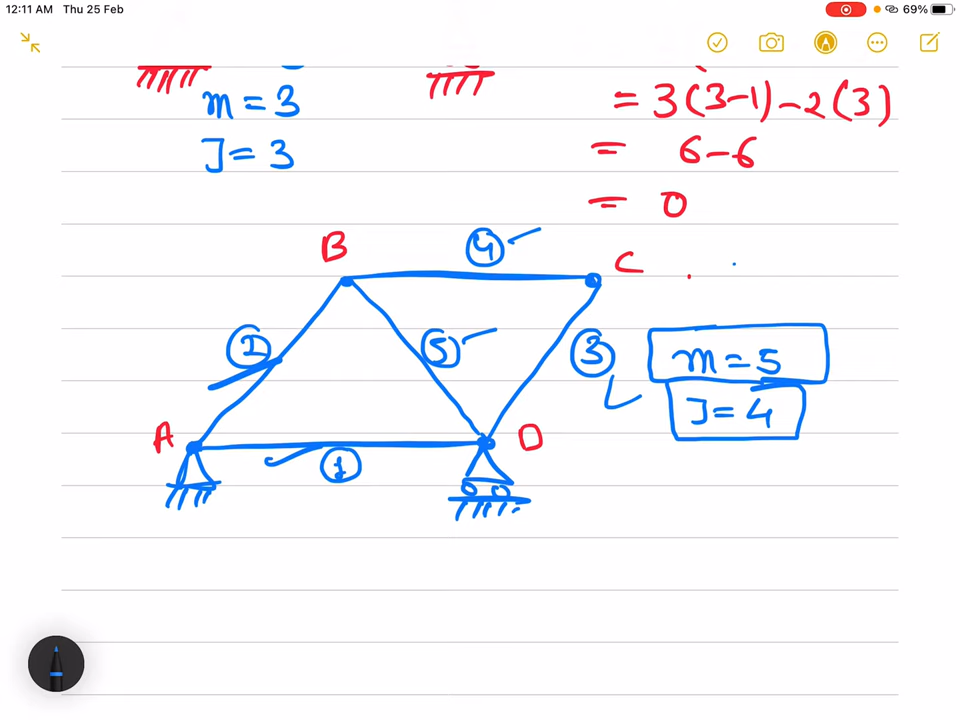 12:11 AM Thu 25 Feb
69%
m = 3
J = 3
= 3(3-1)-2(3)
= 6-6
= 0
B
4
C
2
5
3
m = 5
J = 4
A
1
D